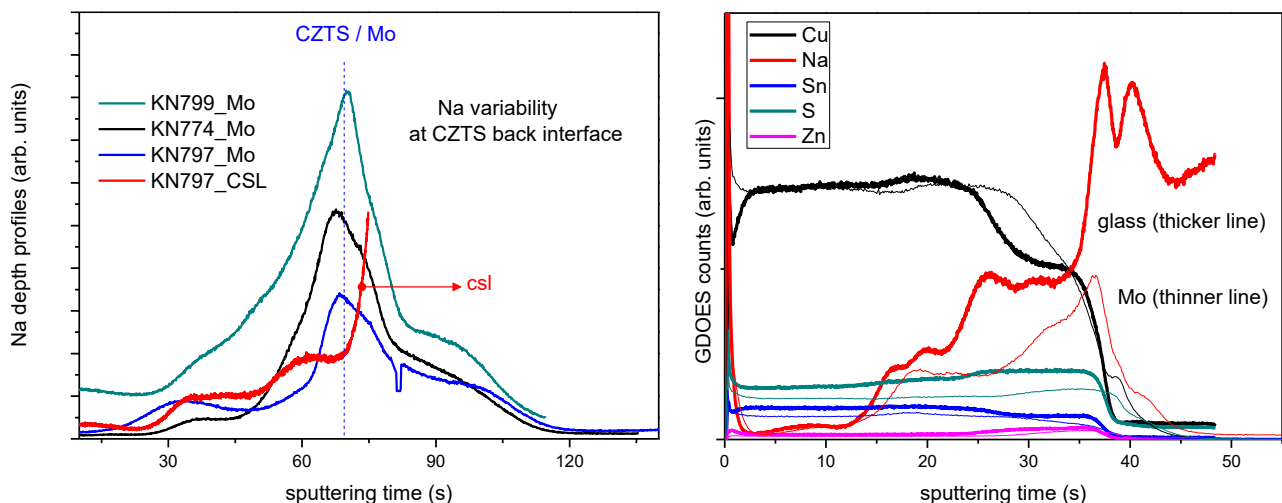 CZTS / Mo
KN799_Mo
KN774_Mo
KN797_Mo
KN797_CSL
Na variability
at CZTS back interface
csl
Na depth profiles (arb. units)
30 60 90 120
sputtering time (s)
Cu
Na
Sn
S
Zn
glass (thicker line)
Mo (thinner line)
GDOES counts (arb. units)
0 10 20 30 40 50
sputtering time (s)